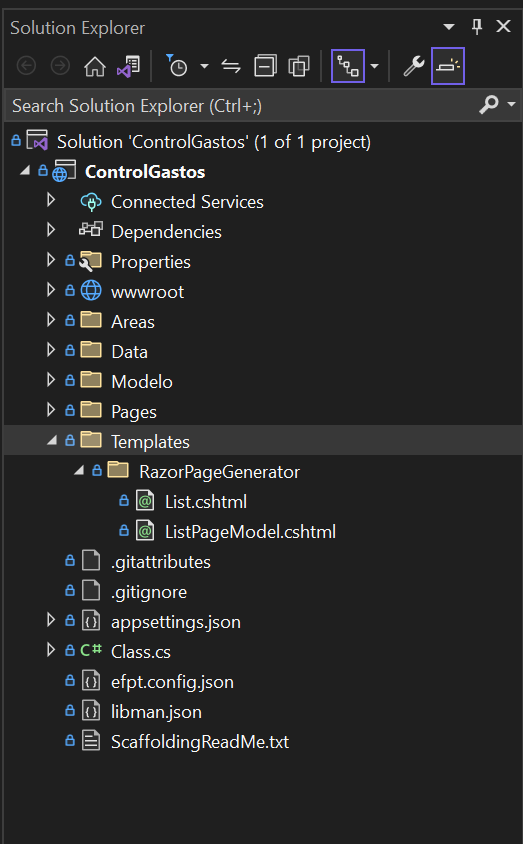 Solution Explorer
Search Solution Explorer (Ctrl+;)
Solution 'ControlGastos' (1 of 1 project)
ControlGastos
Connected Services
Dependencies
Properties
wwwroot
Areas
Data
Modelo
Pages
Templates
RazorPageGenerator
List.cshtml
ListPageModel.cshtml
.gitattributes
.gitignore
appsettings.json
C# Class.cs
efpt.config.json
libman.json
ScaffoldingReadMe.txt